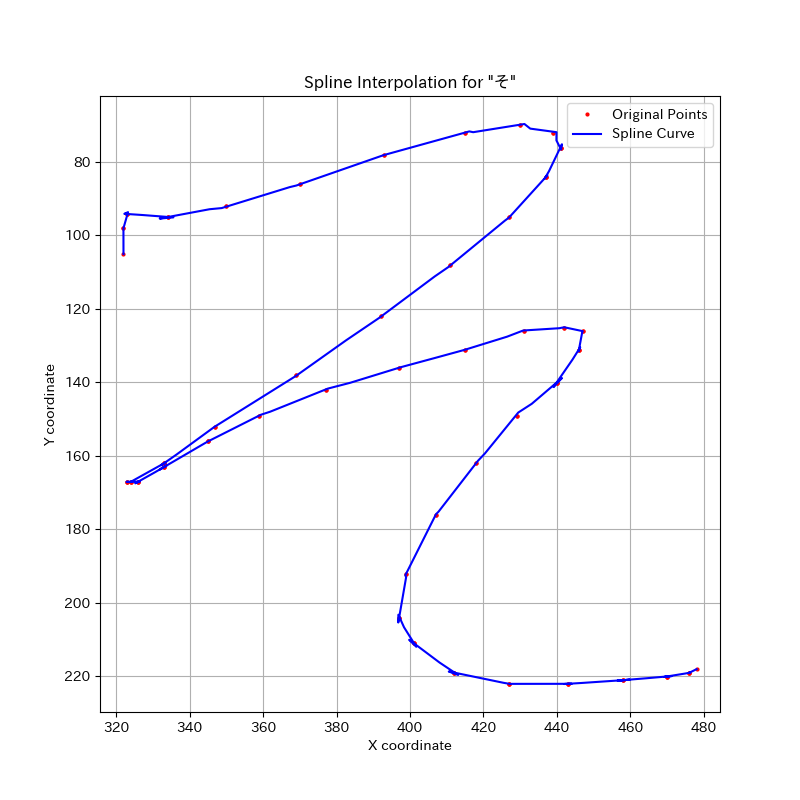 Spline Interpolation for "そ"
Original Points
Spline Curve
Y coordinate
80
100
120
140
160
180
200
220
320 340 360 380 400 420 440 460 480
X coordinate